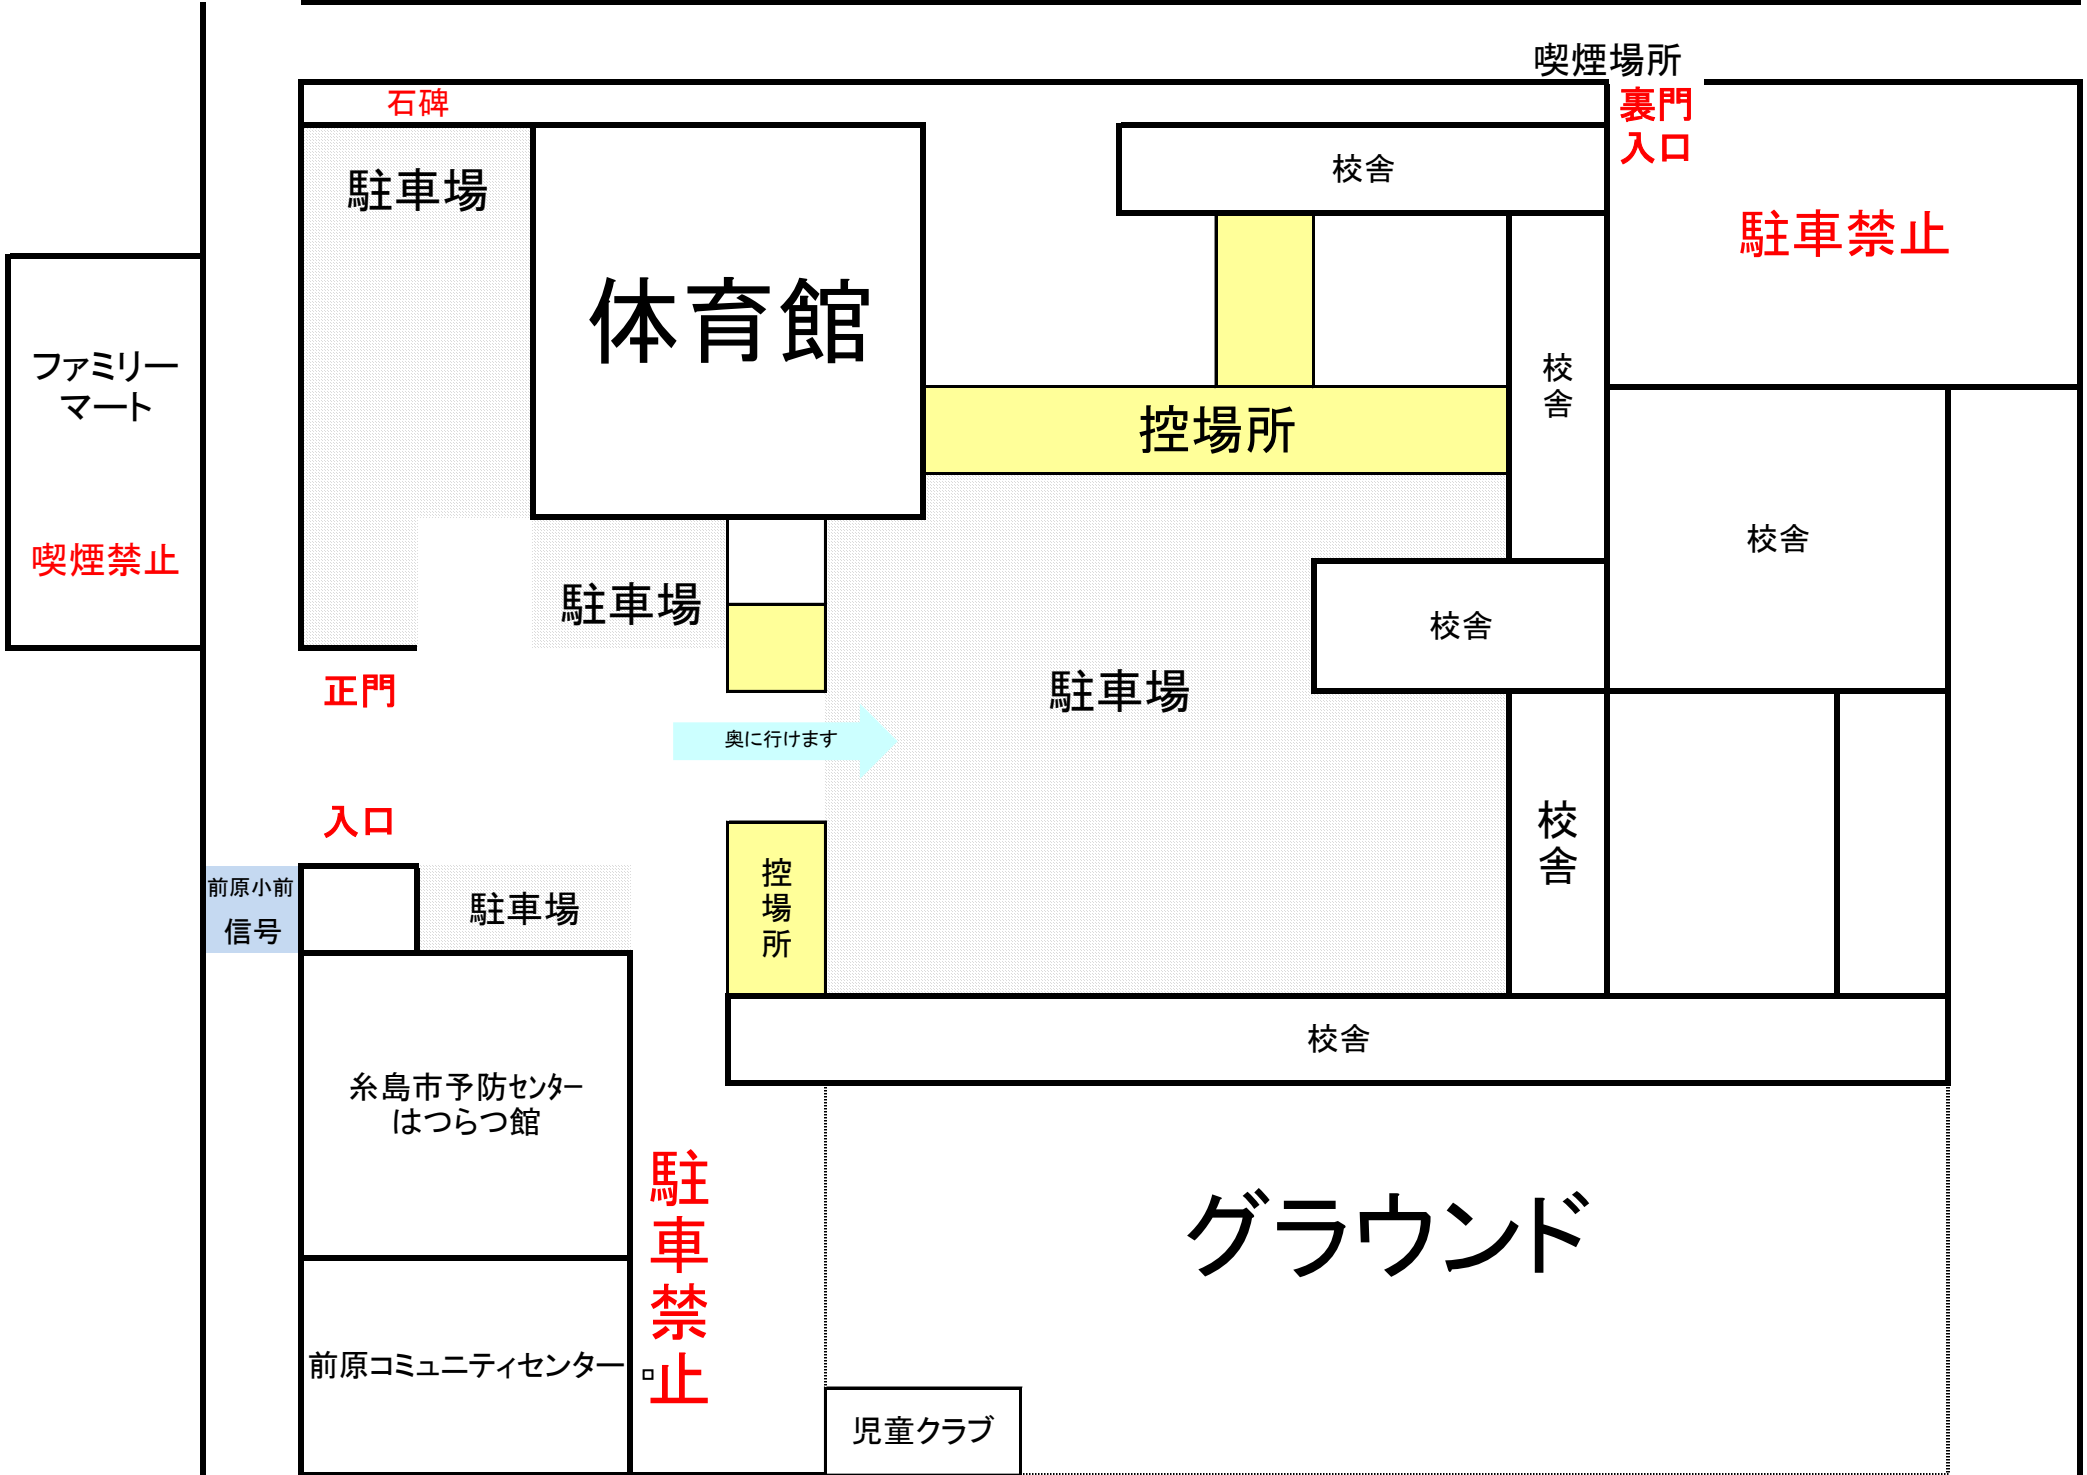 喫煙場所
石碑
裏門
入口
校舎
駐車場
駐車禁止
体育館
ファミリー
マート
校舎
控場所
喫煙禁止
校舎
駐車場
校舎
正門
駐車場
奥に行けます
入口
校舎
控場所
前原小前
信号
駐車場
校舎
糸島市予防センター
はつらつ館
駐車禁止
グラウンド
前原コミュニティセンター
児童クラブ